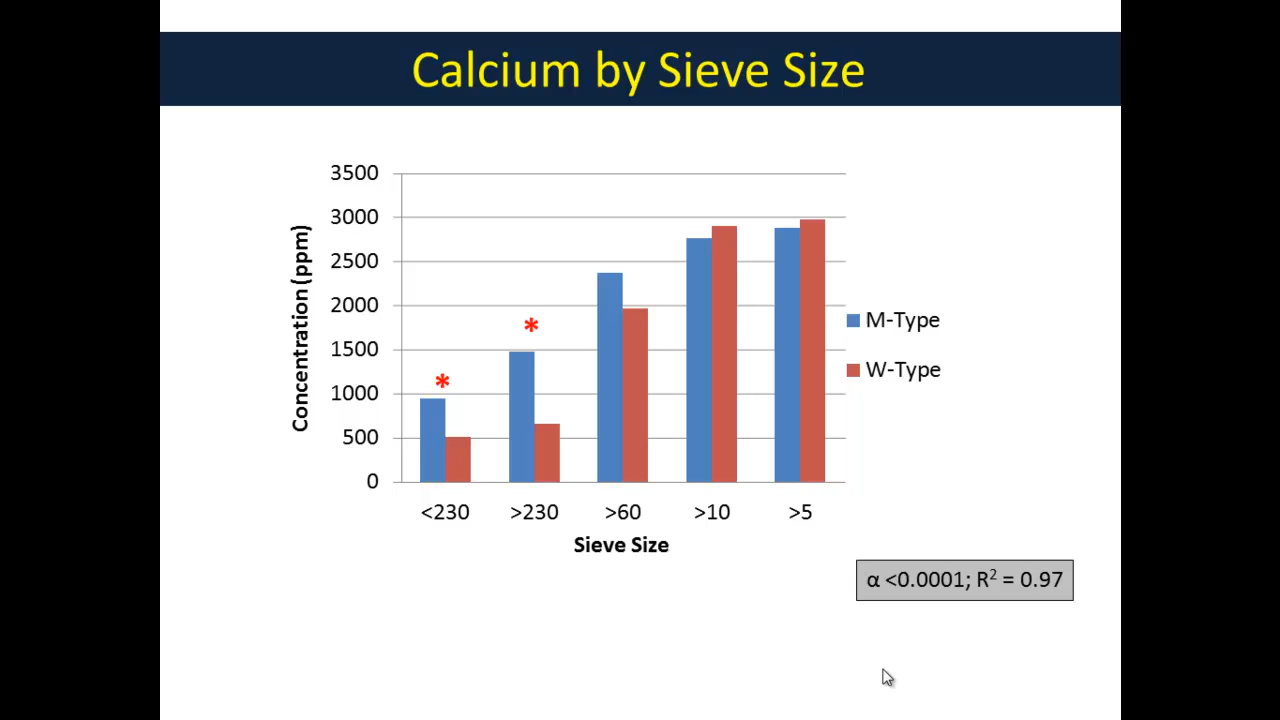 Calcium by Sieve Size
3500
3000
2500
2000
1500
1000
500
0
Concentration (ppm)
*
*
<230 >230 >60 >10 >5
Sieve Size
M-Type
W-Type
α <0.0001; R² = 0.97